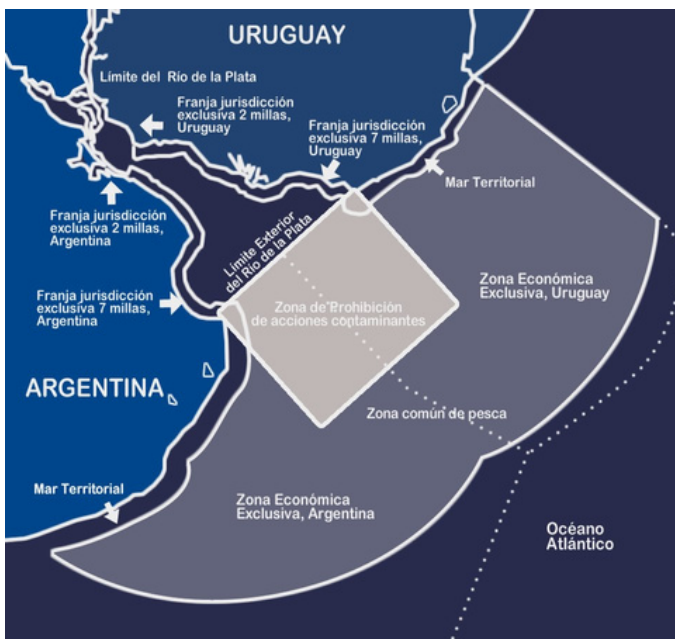 URUGUAY
Límite del Río de la Plata
Franja jurisdicción
exclusiva 2 millas,
Uruguay
Franja jurisdicción
exclusiva 7 millas,
Uruguay
Mar Territorial
Franja jurisdicción
exclusiva 2 millas,
Argentina
Límite Exterior
del Río de la Plata
Zona Económica
Exclusiva, Uruguay
Franja jurisdicción
exclusiva 7 millas,
Argentina
Zona de Prohibición
de acciones contaminantes
ARGENTINA
Zona común de pesca
Mar Territorial
Zona Económica
Exclusiva, Argentina
Océano
Atlántico